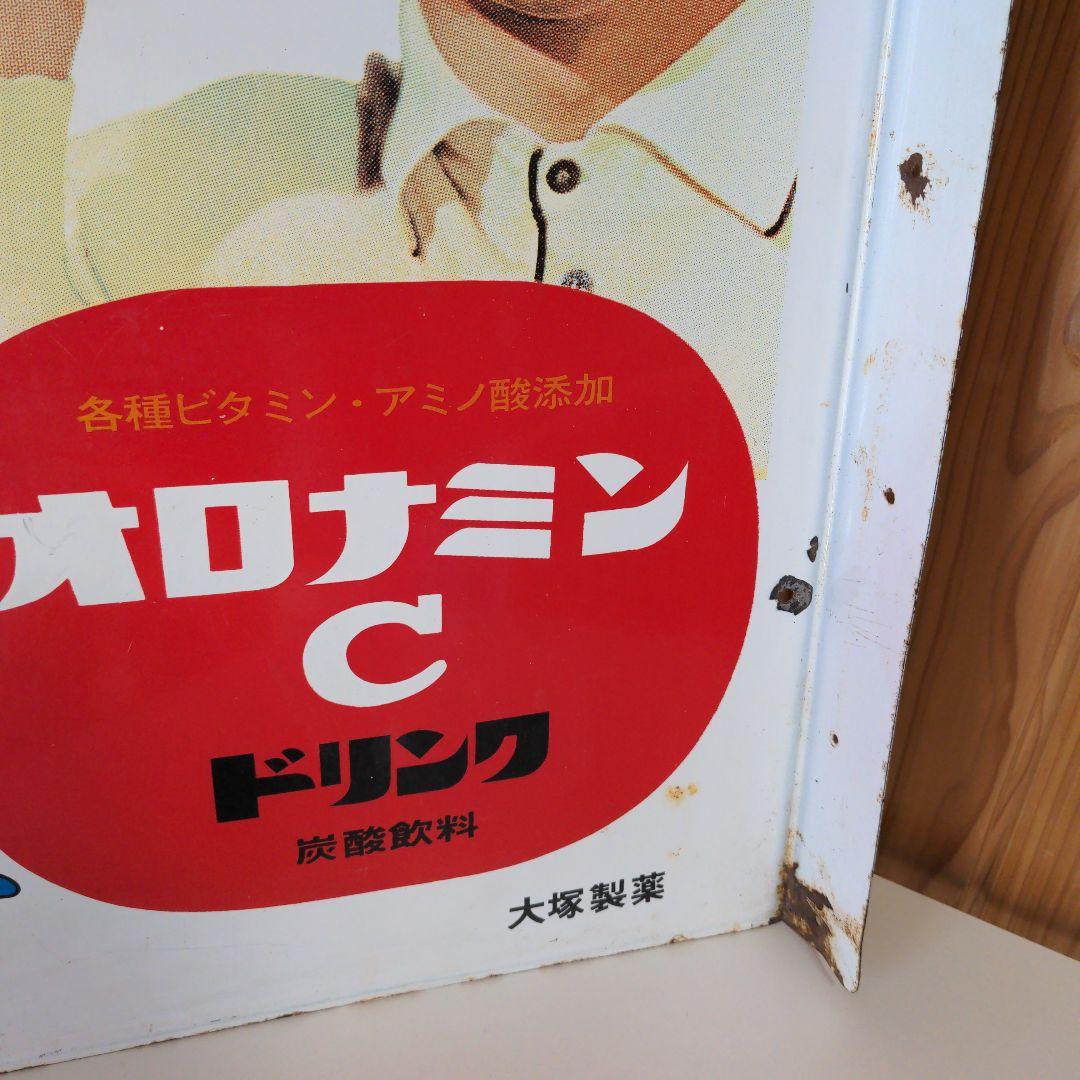 各種ビタミン・アミノ酸添加
オロナミン
C
ドリンク
炭酸飲料
大塚製薬